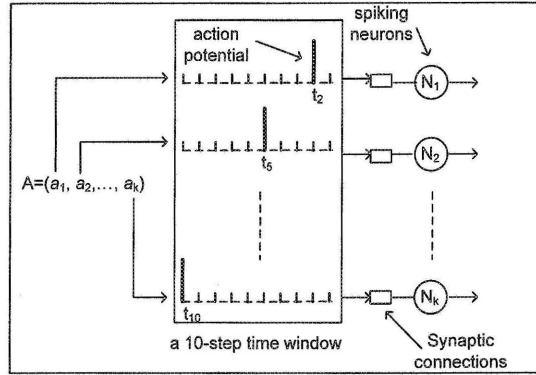 action
potential
spiking
neurons
t2
N1
t5
N2
A=(a1, a2,..., ak)
t10
Nk
a 10-step time window
Synaptic
connections